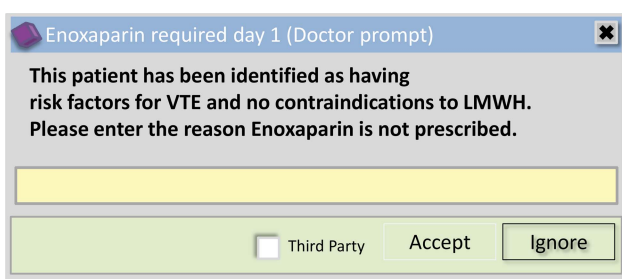 Enoxaparin required day 1 (Doctor prompt)
This patient has been identified as having
risk factors for VTE and no contraindications to LMWH.
Please enter the reason Enoxaparin is not prescribed.
Third Party Accept Ignore